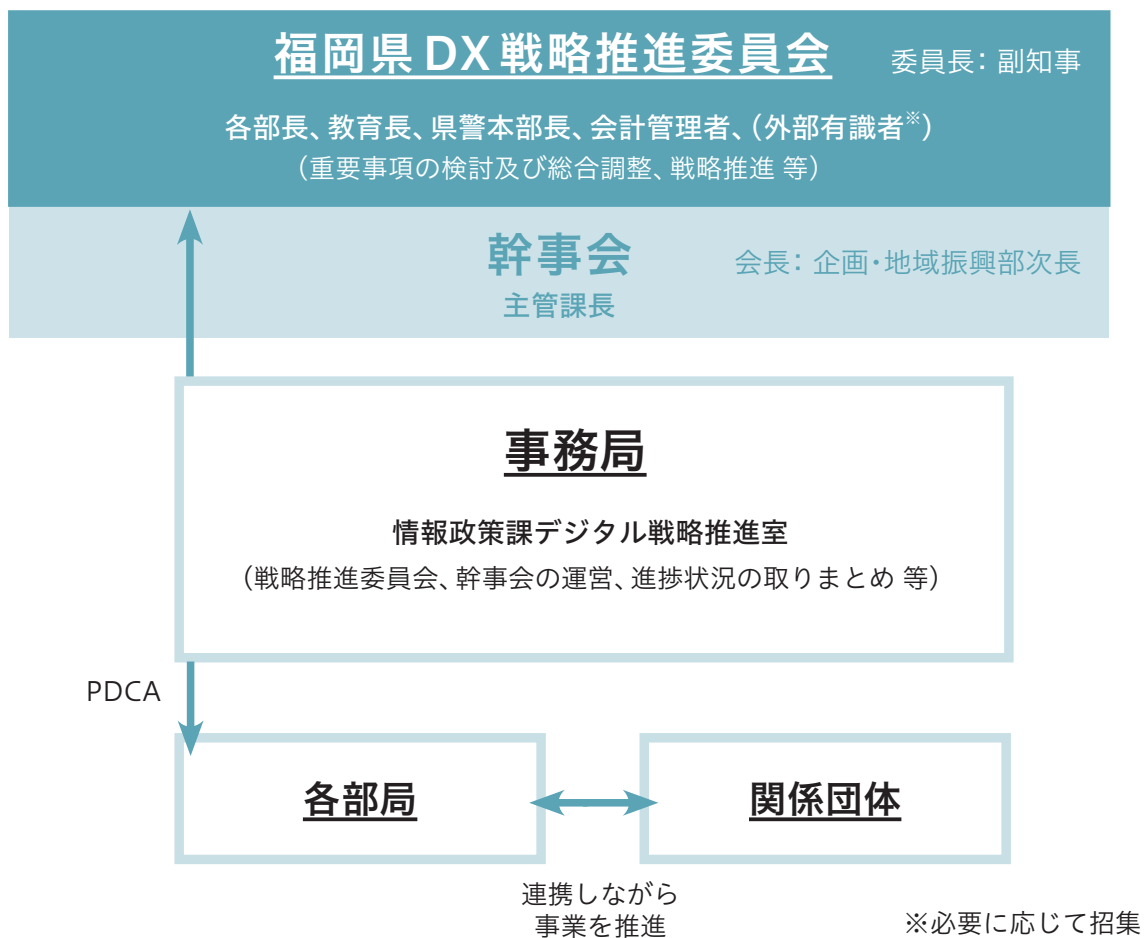 福岡県DX戦略推進委員会 委員長：副知事
各部長、教育長、県警本部長、会計管理者、（外部有識者※）
（重要事項の検討及び総合調整、戦略推進 等）
幹事会 会長：企画・地域振興部次長
主管課長
事務局
情報政策課デジタル戦略推進室
（戦略推進委員会、幹事会の運営、進捗状況の取りまとめ 等）
PDCA
各部局 関係団体
連携しながら
事業を推進
※必要に応じて招集